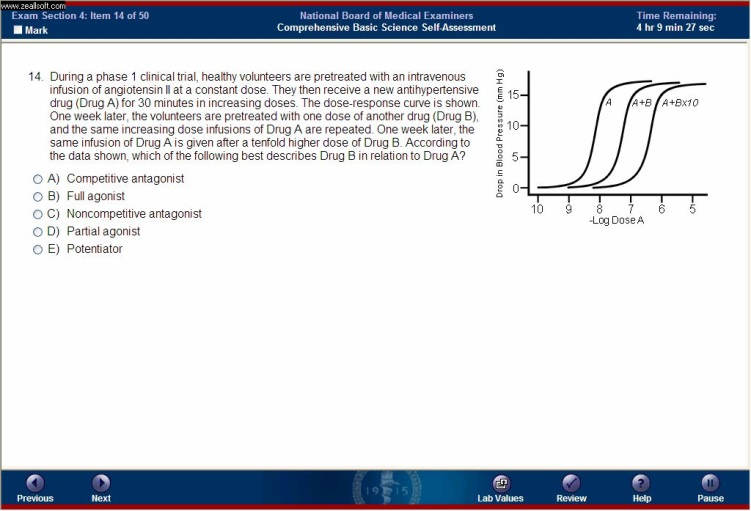 www.zeallsoft.com
Exam Section 4: Item 14 of 50
National Board of Medical Examiners
Time Remaining:
Mark
Comprehensive Basic Science Self-Assessment
4 hr 9 min 27 sec
14. During a phase 1 clinical trial, healthy volunteers are pretreated with an intravenous
infusion of angiotensin II at a constant dose. They then receive a new antihypertensive
drug (Drug A) for 30 minutes in increasing doses. The dose-response curve is shown.
One week later, the volunteers are pretreated with one dose of another drug (Drug B),
and the same increasing dose infusions of Drug A are repeated. One week later, the
same infusion of Drug A is given after a tenfold higher dose of Drug B. According to
the data shown, which of the following best describes Drug B in relation to Drug A?
A) Competitive antagonist
B) Full agonist
C) Noncompetitive antagonist
D) Partial agonist
E) Potentiator
Drop in Blood Pressure (mm Hg)
15
10
5
0
A
A+B
A+Bx10
10 9 8 7 6 5
-Log Dose A
Previous
Next
19 15
Lab Values
Review
Help
Pause